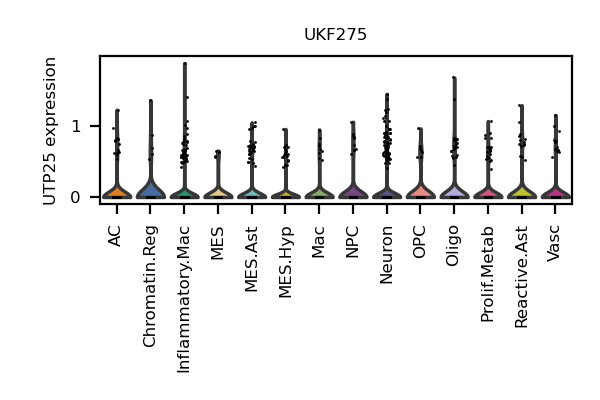 UKF275
UTP25 expression
1
0
AC
Chromatin.Reg
Inflammatory.Mac
MES
MES.Ast
MES.Hyp
Mac
NPC
Neuron
OPC
Oligo
Prolif.Metab
Reactive.Ast
Vasc